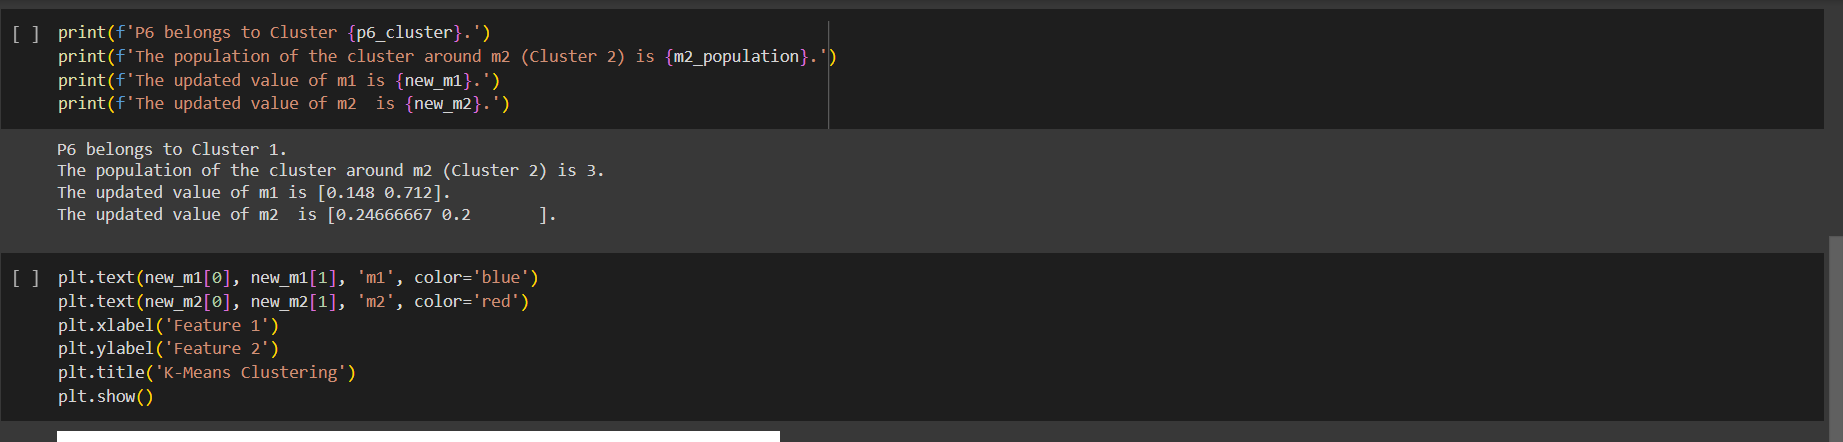 [ ] print(f'P6 belongs to Cluster {p6_cluster}.')
print(f'The population of the cluster around m2 (Cluster 2) is {m2_population}.')
print(f'The updated value of m1 is {new_m1}.')
print(f'The updated value of m2  is {new_m2}.')
P6 belongs to Cluster 1.
The population of the cluster around m2 (Cluster 2) is 3.
The updated value of m1 is [0.148 0.712].
The updated value of m2  is [0.24666667 0.2       ].
[ ] plt.text(new_m1[0], new_m1[1], 'm1', color='blue')
plt.text(new_m2[0], new_m2[1], 'm2', color='red')
plt.xlabel('Feature 1')
plt.ylabel('Feature 2')
plt.title('K-Means Clustering')
plt.show()